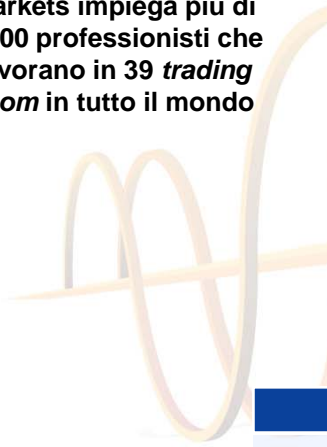 arkets impiega più di
00 professionisti che
vorano in 39 trading
om in tutto il mondo